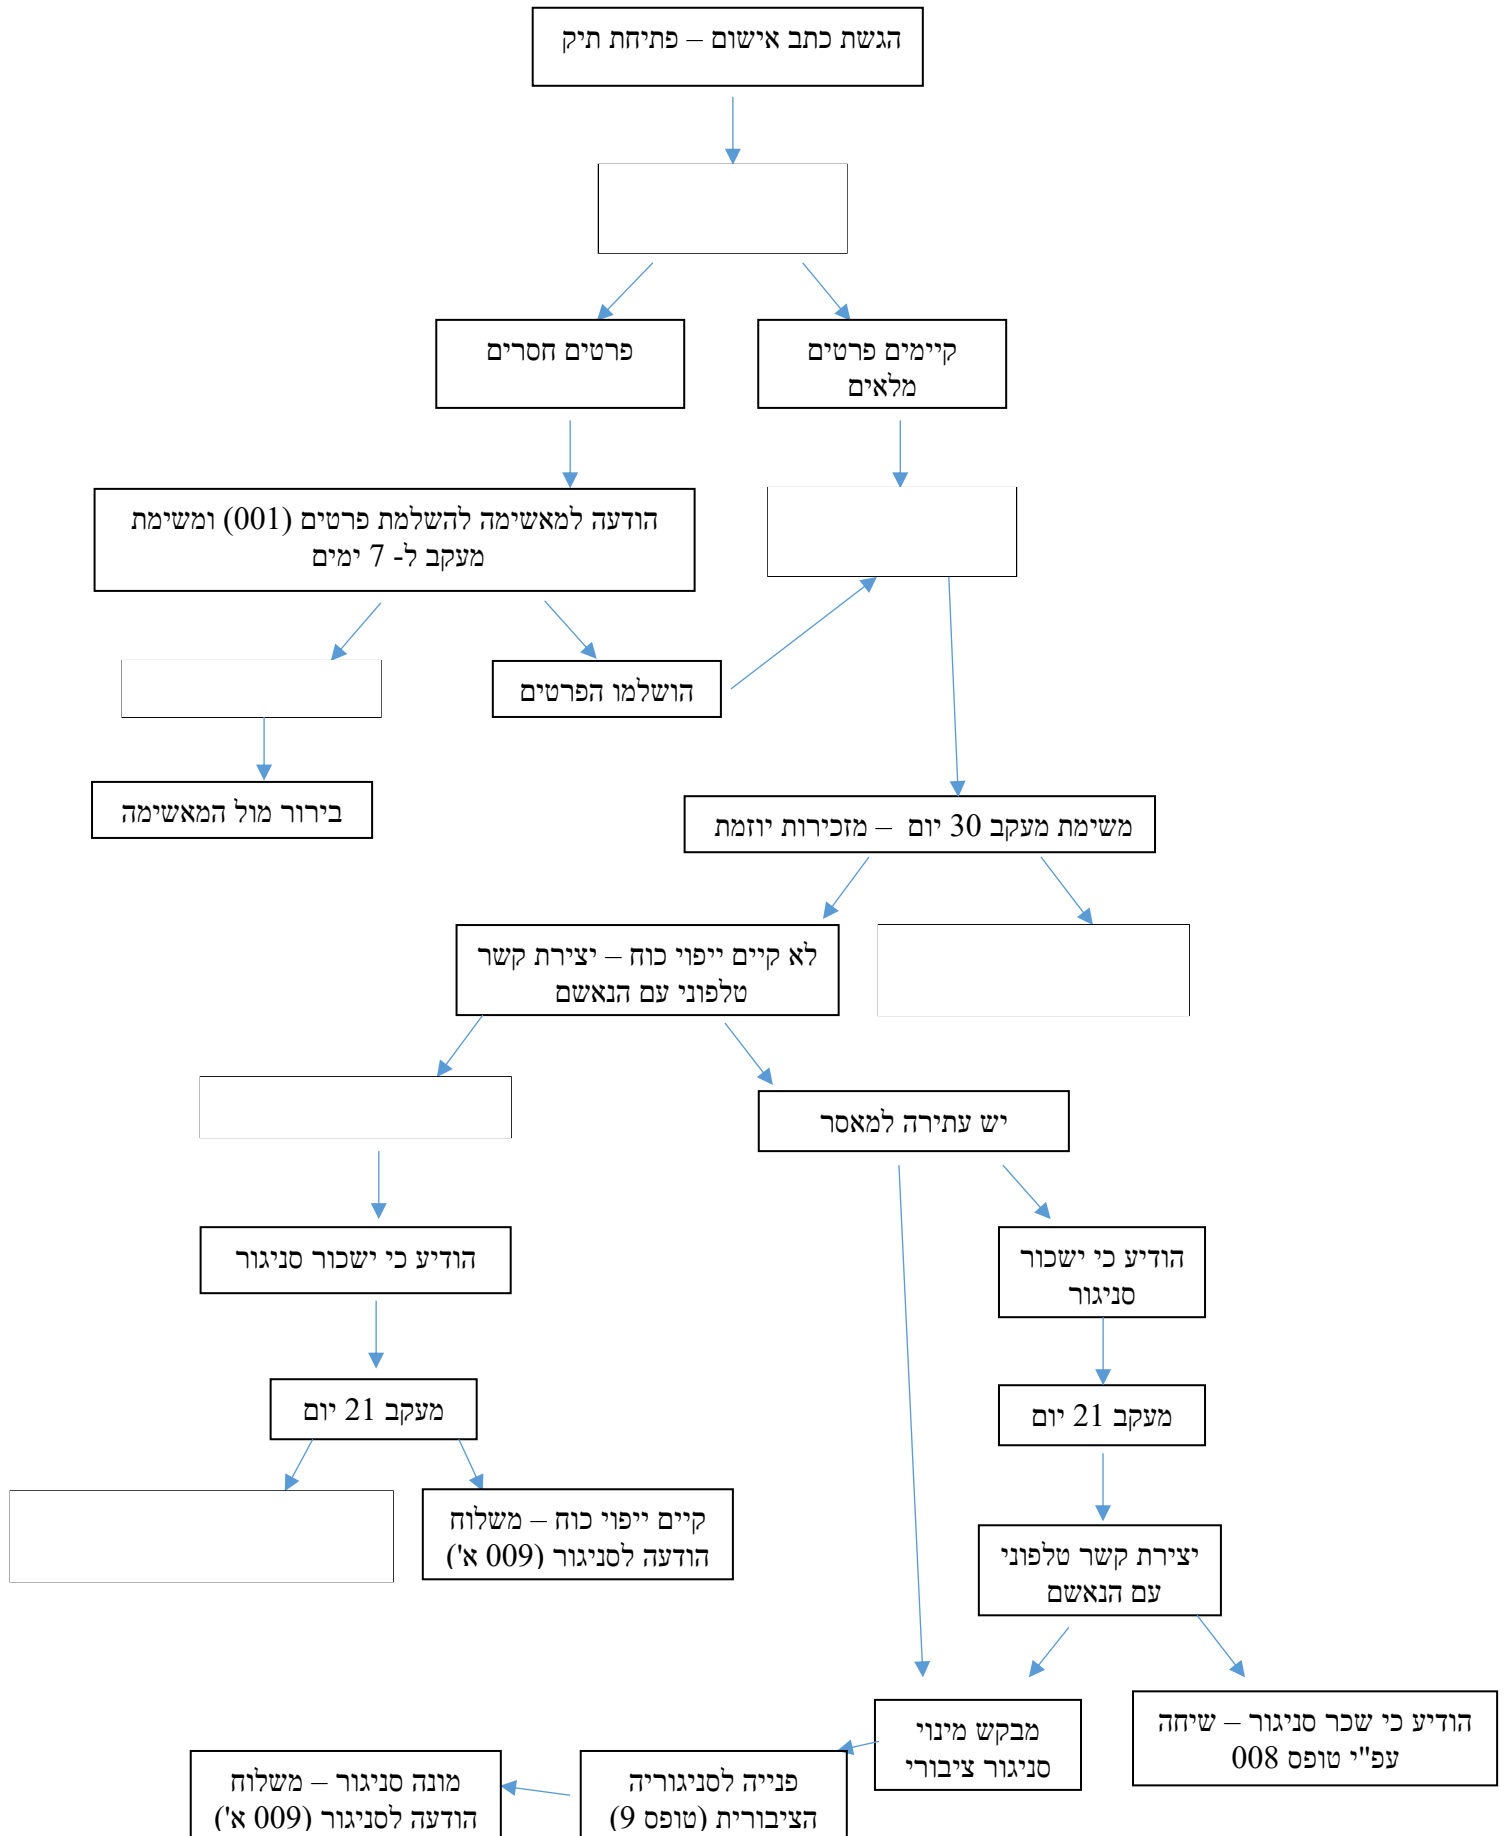 הגשת כתב אישום – פתיחת תיק
קיימים פרטים
מלאים
פרטים חסרים
הודעה למאשימה להשלמת פרטים (001) ומשימת
מעקב ל- 7 ימים
הושלמו הפרטים
בירור מול המאשימה
משימת מעקב 30 יום – מזכירות יוזמת
לא קיים ייפוי כוח – יצירת קשר
טלפוני עם הנאשם
יש עתירה למאסר
הודיע כי ישכור
סניגור
הודיע כי ישכור סניגור
מעקב 21 יום
מעקב 21 יום
קיים ייפוי כוח – משלוח
הודעה לסניגור (009 א')
יצירת קשר טלפוני
עם הנאשם
הודיע כי שכר סניגור – שיחה
עפ"י טופס 008
מבקש מינוי
סניגור ציבורי
פנייה לסניגוריה
הציבורית (טופס 9)
מונה סניגור – משלוח
הודעה לסניגור (009 א')